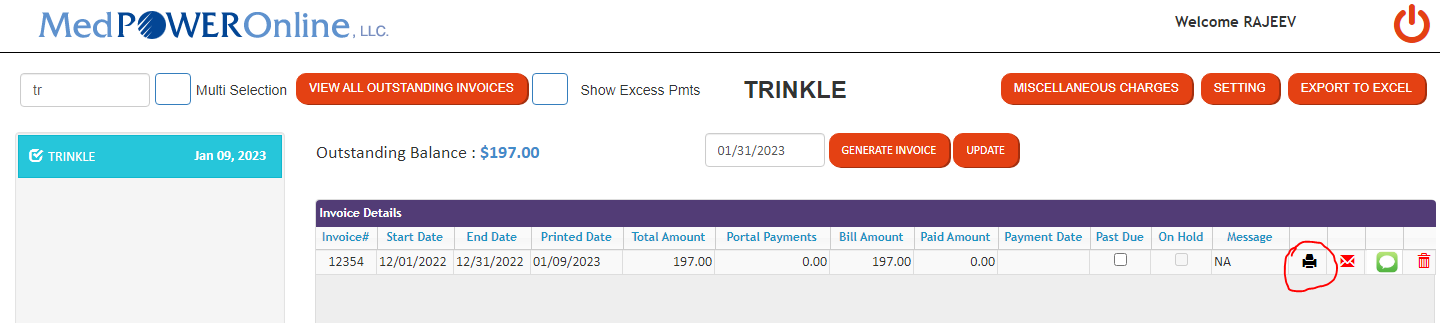 MedPOWEROnline, LLC.
Welcome RAJEEV
tr
Multi Selection
VIEW ALL OUTSTANDING INVOICES
Show Excess Pmts
TRINKLE
MISCELLANEOUS CHARGES
SETTING
EXPORT TO EXCEL
TRINKLE Jan 09, 2023
Outstanding Balance : $197.00
01/31/2023
GENERATE INVOICE
UPDATE
Invoice Details
Invoice# Start Date End Date Printed Date Total Amount Portal Payments Bill Amount Paid Amount Payment Date Past Due On Hold Message
12354 12/01/2022 12/31/2022 01/09/2023 197.00 0.00 197.00 0.00 NA